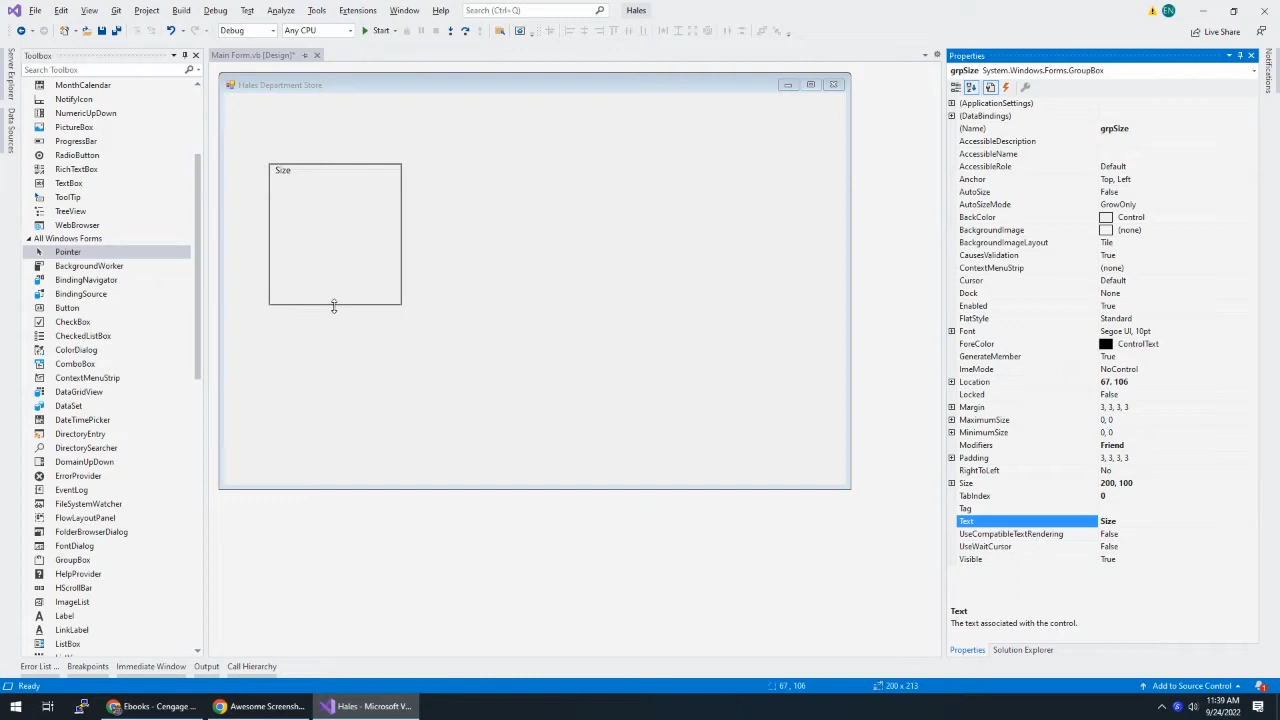 File Edit View Git Project Build Debug Test Analyze Tools Extensions Window Help Search (Ctrl+Q) Hales EN
Debug Any CPU Start Live Share
Server Explorer
Data Sources
Toolbox
Search Toolbox
MonthCalendar
NotifyIcon
NumericUpDown
PictureBox
ProgressBar
RadioButton
RichTextBox
TextBox
ToolTip
TreeView
WebBrowser
All Windows Forms
Pointer
BackgroundWorker
BindingNavigator
BindingSource
Button
CheckBox
CheckedListBox
ColorDialog
ComboBox
ContextMenuStrip
DataGridView
DataSet
DateTimePicker
DirectoryEntry
DirectorySearcher
DomainUpDown
ErrorProvider
EventLog
FileSystemWatcher
FlowLayoutPanel
FolderBrowserDialog
FontDialog
GroupBox
HelpProvider
HScrollBar
ImageList
Label
LinkLabel
ListBox
Main Form.vb [Design]*
Hales Department Store
Size
Properties
grpSize System.Windows.Forms.GroupBox
(ApplicationSettings)
(DataBindings)
(Name) grpSize
AccessibleDescription
AccessibleName
AccessibleRole Default
Anchor Top, Left
AutoSize False
AutoSizeMode GrowOnly
BackColor Control
BackgroundImage (none)
BackgroundImageLayout Tile
CausesValidation True
ContextMenuStrip (none)
Cursor Default
Dock None
Enabled True
FlatStyle Standard
Font Segoe UI, 10pt
ForeColor ControlText
GenerateMember True
ImeMode NoControl
Location 67, 106
Locked False
Margin 3, 3, 3, 3
MaximumSize 0, 0
MinimumSize 0, 0
Modifiers Friend
Padding 3, 3, 3, 3
RightToLeft No
Size 200, 100
TabIndex 0
Tag
Text Size
UseCompatibleTextRendering False
UseWaitCursor False
Visible True
Text
The text associated with the control.
Properties Solution Explorer
Notifications
Error List ... Breakpoints Immediate Window Output Call Hierarchy
Ready 67 , 106 200 x 213 Add to Source Control 1
Ebooks - Cengage ... Awesome Screensh... Hales - Microsoft V...
11:39 AM
9/24/2022